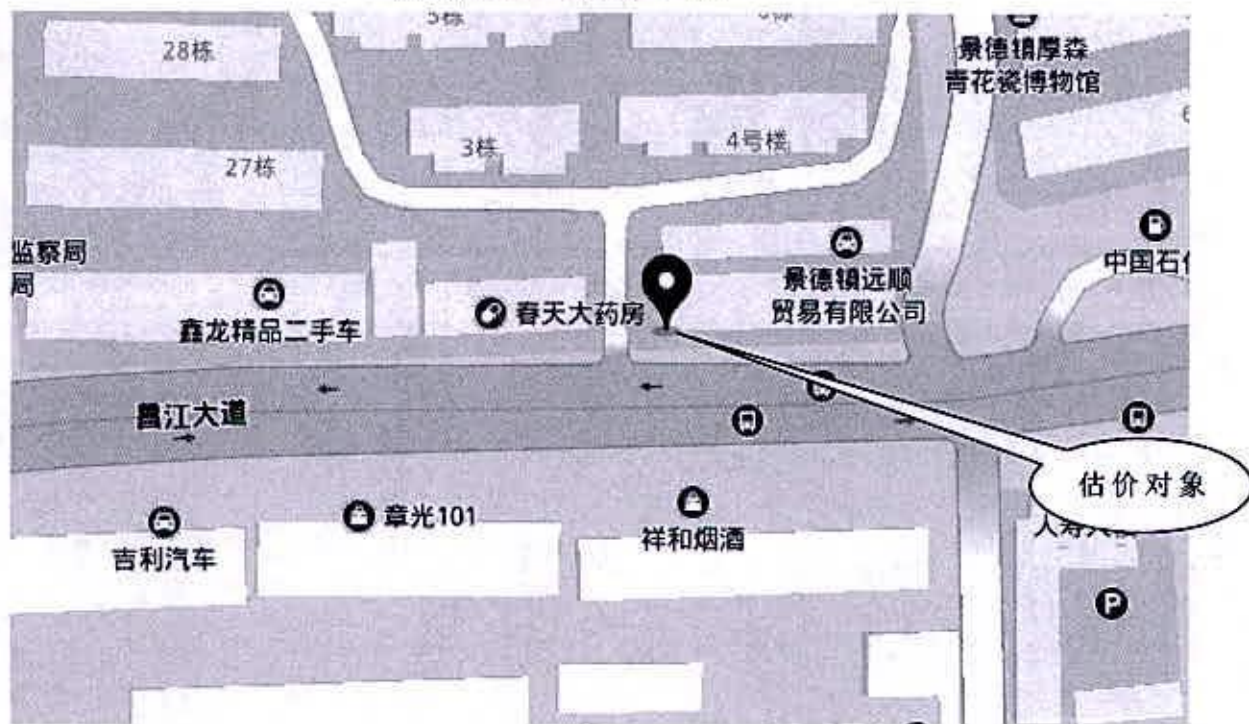 5栋
28栋
景德镇厚森
青花瓷博物馆
3栋
4号楼
27栋
监察局
局
中国石化
景德镇远顺
贸易有限公司
春天大药房
鑫龙精品二手车
昌江大道
估价对象
章光101
祥和烟酒
吉利汽车
P